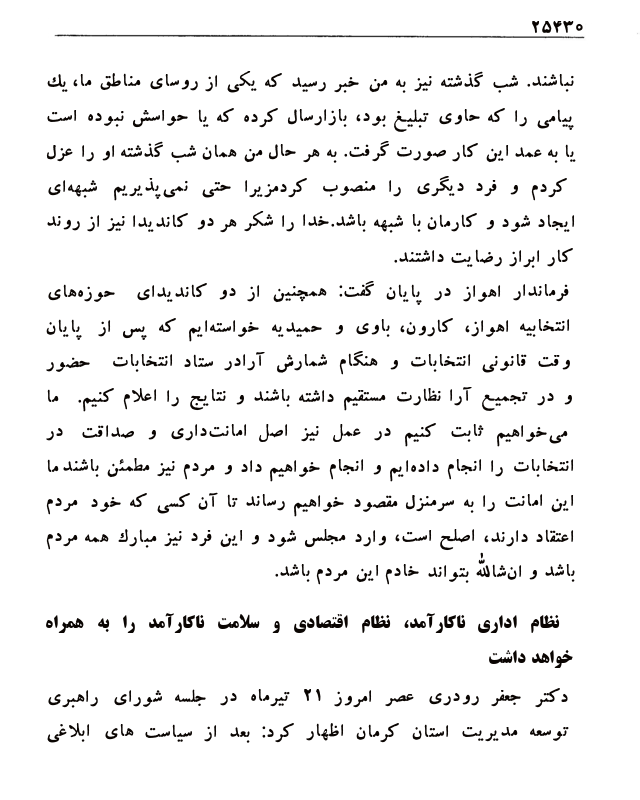 ۲۵۴۳۰
نباشند. شب گذشته نیز به من خبر رسید که یکی از روسای مناطق ما، یك
پیامی را که حاوی تبلیغ بود، بازارسال کرده که یا حواسش نبوده است
یا به عمد این کار صورت گرفت. به هر حال من همان شب گذشته او را عزل
کردم و فرد دیگری را منصوب کردمزیرا حتی نمی‌پذیریم شبهه‌ای
ایجاد شود و کارمان با شبهه باشد.خدا را شکر هر دو کاندیدا نیز از روند
کار ابراز رضایت داشتند.
فرماندار اهواز در پایان گفت: همچنین از دو کاندیدای حوزه‌های
انتخابیه اهواز، کارون، باوی و حمیدیه خواسته‌ایم که پس از پایان
وقت قانونی انتخابات و هنگام شمارش آرادر ستاد انتخابات حضور
و در تجمیع آرا نظارت مستقیم داشته باشند و نتایج را اعلام کنیم. ما
می‌خواهیم ثابت کنیم در عمل نیز اصل امانت‌داری و صداقت در
انتخابات را انجام داده‌ایم و انجام خواهیم داد و مردم نیز مطمئن باشند ما
این امانت را به سرمنزل مقصود خواهیم رساند تا آن کسی که خود مردم
اعتقاد دارند، اصلح است، وارد مجلس شود و این فرد نیز مبارك همه مردم
باشد و ان‌شاالله بتواند خادم این مردم باشد.
نظام اداری ناکارآمد، نظام اقتصادی و سلامت ناکارآمد را به همراه
خواهد داشت
دکتر جعفر رودری عصر امروز ۲۱ تیرماه در جلسه شورای راهبری
توسعه مدیریت استان کرمان اظهار کرد: بعد از سیاست های ابلاغی